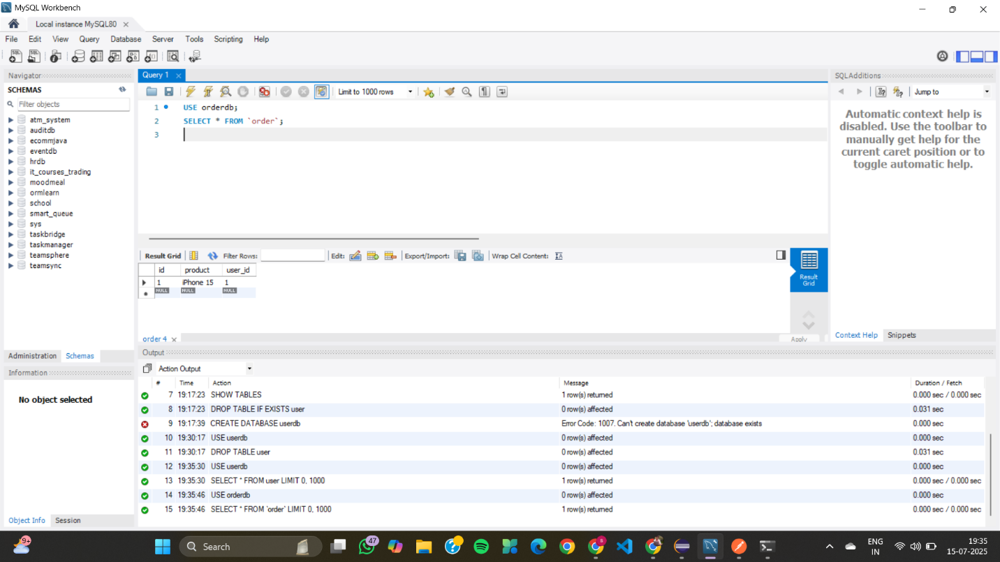 MySQL Workbench
Local instance MySQL80
File Edit View Query Database Server Tools Scripting Help
Navigator
SCHEMAS
Filter objects
atm_system
auditdb
ecommjava
eventdb
hrdb
it_courses_trading
moodmeal
ormlearn
school
smart_queue
sys
taskbridge
taskmanager
teamsphere
teamsync
Administration Schemas
Information
No object selected
Object Info Session
Query 1
Limit to 1000 rows
1 USE orderdb;
2 SELECT * FROM `order`;
3
Result Grid Filter Rows: Edit: Export/Import: Wrap Cell Content:
id product user_id
1 iPhone 15 1
NULL NULL NULL
Result
Grid
order 4
Apply
SQLAdditions
Jump to
Automatic context help is
disabled. Use the toolbar to
manually get help for the
current caret position or to
toggle automatic help.
Context Help Snippets
Output
Action Output
# Time Action Message Duration / Fetch
7 19:17:23 SHOW TABLES 1 row(s) returned 0.000 sec / 0.000 sec
8 19:17:23 DROP TABLE IF EXISTS user 0 row(s) affected 0.031 sec
9 19:17:39 CREATE DATABASE userdb Error Code: 1007. Can't create database 'userdb'; database exists 0.000 sec
10 19:30:17 USE userdb 0 row(s) affected 0.000 sec
11 19:30:17 DROP TABLE user 0 row(s) affected 0.031 sec
12 19:35:30 USE userdb 0 row(s) affected 0.000 sec
13 19:35:30 SELECT * FROM user LIMIT 0, 1000 1 row(s) returned 0.000 sec / 0.000 sec
14 19:35:46 USE orderdb 0 row(s) affected 0.000 sec
15 19:35:46 SELECT * FROM `order` LIMIT 0, 1000 1 row(s) returned 0.000 sec / 0.000 sec
9+
Search
47
8
ENG
IN
19:35
15-07-2025